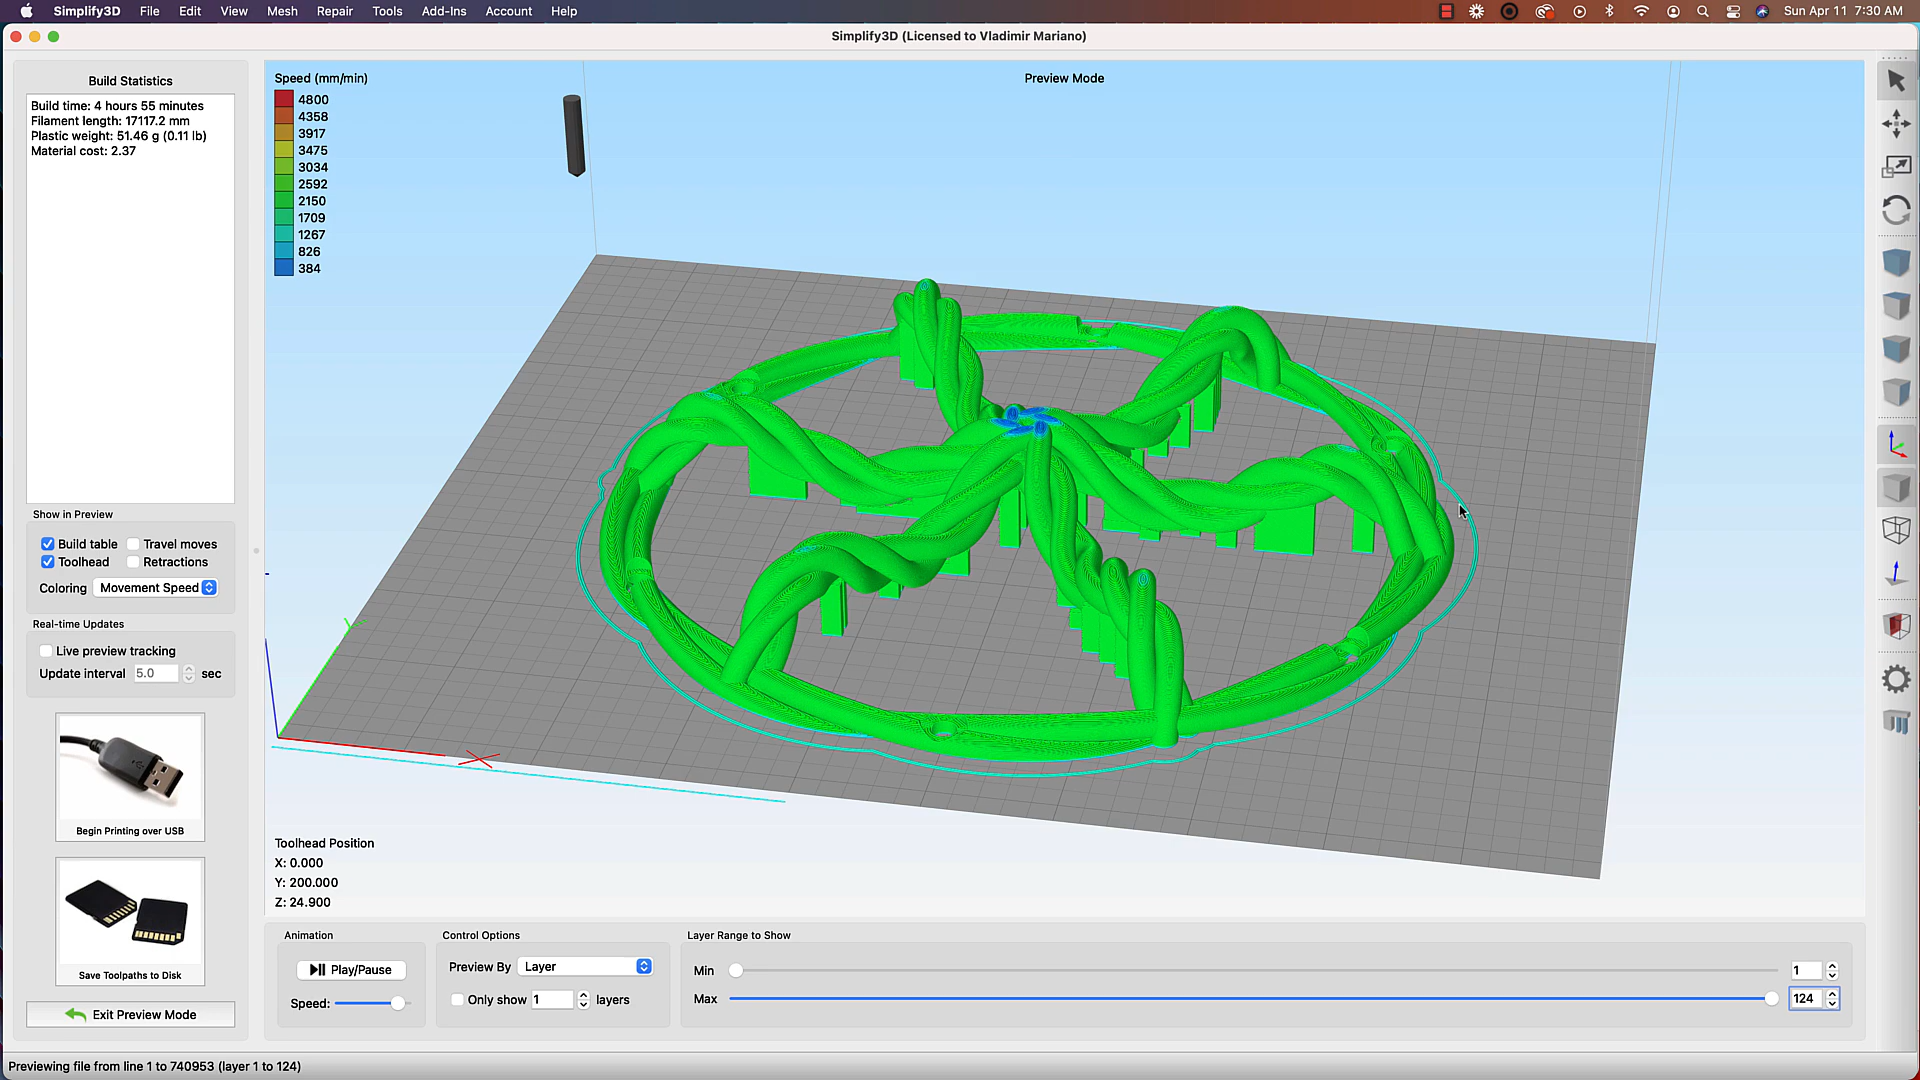 Simplify3D File Edit View Mesh Repair Tools Add-Ins Account Help Sun Apr 11 7:30 AM
Simplify3D (Licensed to Vladimir Mariano)
Build Statistics
Build time: 4 hours 55 minutes
Filament length: 17117.2 mm
Plastic weight: 51.46 g (0.11 lb)
Material cost: 2.37
Show in Preview
Build table Travel moves
Toolhead Retractions
Coloring Movement Speed
Real-time Updates
Live preview tracking
Update interval 5.0 sec
Begin Printing over USB
Save Toolpaths to Disk
Exit Preview Mode
Speed (mm/min)
4800
4358
3917
3475
3034
2592
2150
1709
1267
826
384
Preview Mode
Y
X
Toolhead Position
X: 0.000
Y: 200.000
Z: 24.900
Animation
Play/Pause
Speed:
Control Options
Preview By Layer
Only show 1 layers
Layer Range to Show
Min 1
Max 124
Previewing file from line 1 to 740953 (layer 1 to 124)